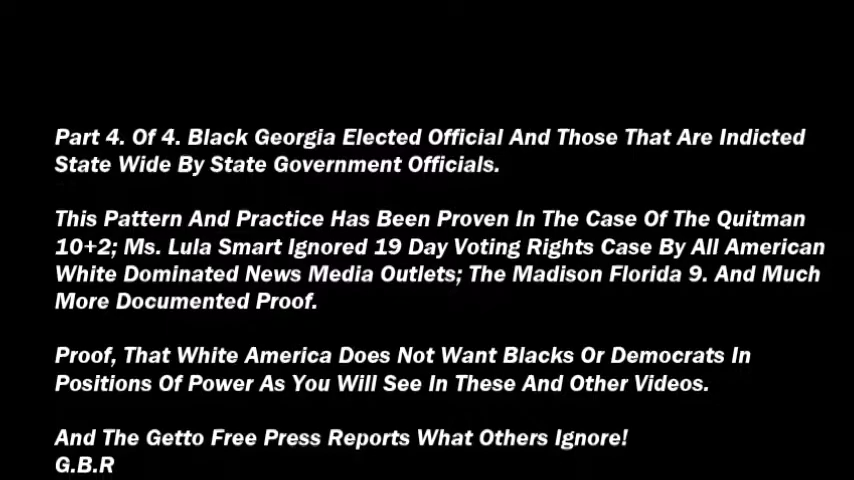 Part 4. Of 4. Black Georgia Elected Official And Those That Are Indicted
State Wide By State Government Officials.
This Pattern And Practice Has Been Proven In The Case Of The Quitman
10+2; Ms. Lula Smart Ignored 19 Day Voting Rights Case By All American
White Dominated News Media Outlets; The Madison Florida 9. And Much
More Documented Proof.
Proof, That White America Does Not Want Blacks Or Democrats In
Positions Of Power As You Will See In These And Other Videos.
And The Getto Free Press Reports What Others Ignore!
G.B.R